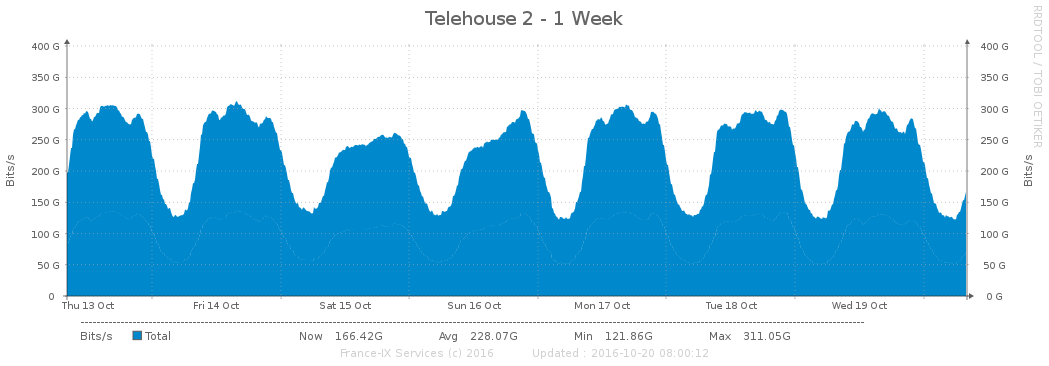 Telehouse 2 - 1 Week
RRDTOOL / TOBI OETIKER
Bits/s
Bits/s
400 G 400 G
350 G 350 G
300 G 300 G
250 G 250 G
200 G 200 G
150 G 150 G
100 G 100 G
50 G 50 G
0 0 G
Thu 13 Oct Fri 14 Oct Sat 15 Oct Sun 16 Oct Mon 17 Oct Tue 18 Oct Wed 19 Oct
Bits/s Total Now 166.42G Avg 228.07G Min 121.86G Max 311.05G
France-IX Services (c) 2016 Updated : 2016-10-20 08:00:12